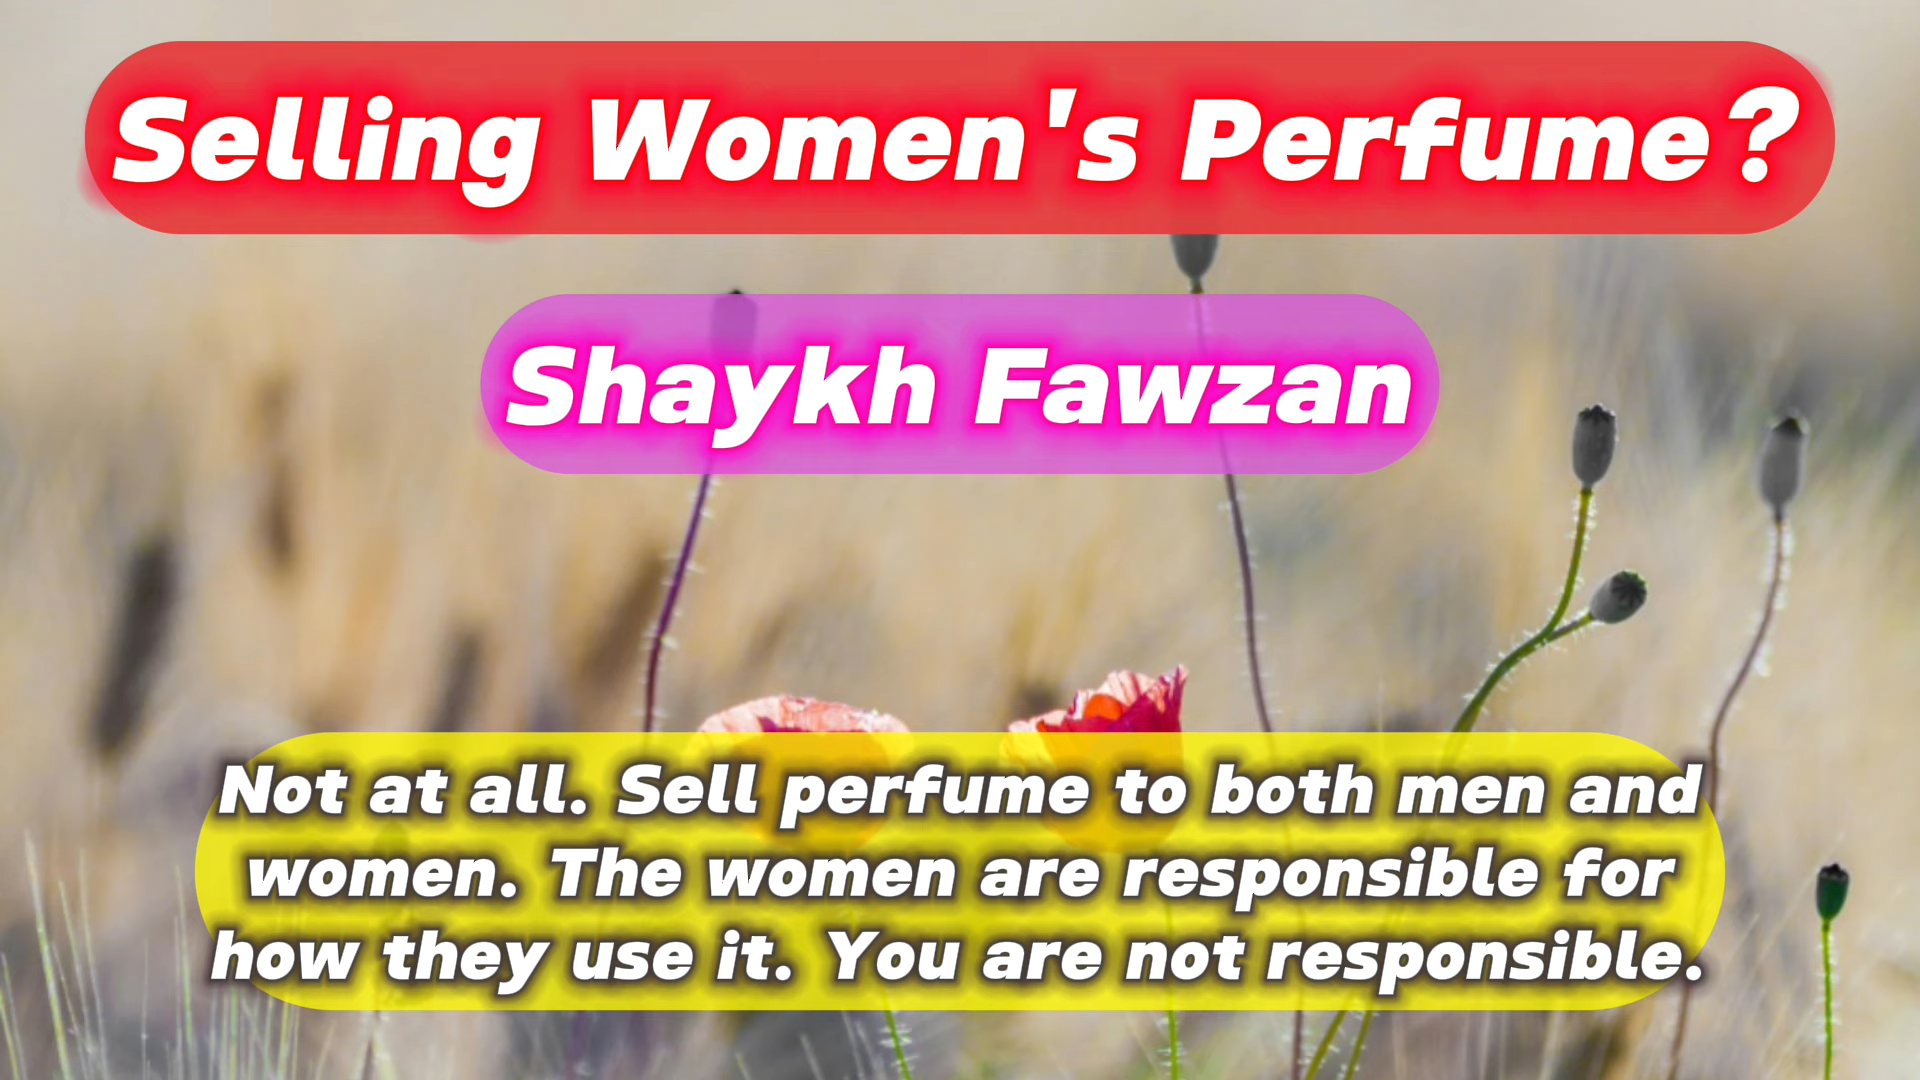 Selling Women's Perfume?
Shaykh Fawzan
Not at all. Sell perfume to both men and
women. The women are responsible for
how they use it. You are not responsible.